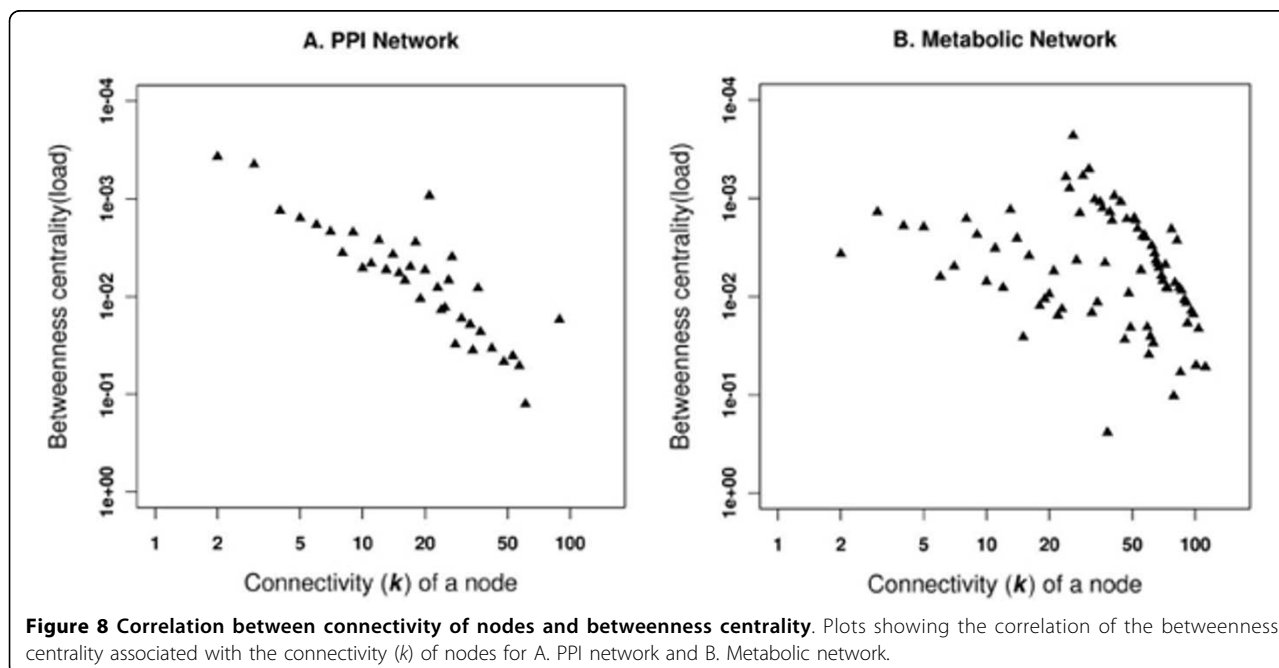 A. PPI Network
Betweenness centrality(load)
1e-04
1e-03
1e-02
1e-01
1e+00
1 2 5 10 20 50 100
Connectivity (k) of a node
B. Metabolic Network
Betweenness centrality(load)
1e-04
1e-03
1e-02
1e-01
1e+00
1 2 5 10 20 50 100
Connectivity (k) of a node
Figure 8 Correlation between connectivity of nodes and betweenness centrality. Plots showing the correlation of the betweenness
centrality associated with the connectivity (k) of nodes for A. PPI network and B. Metabolic network.